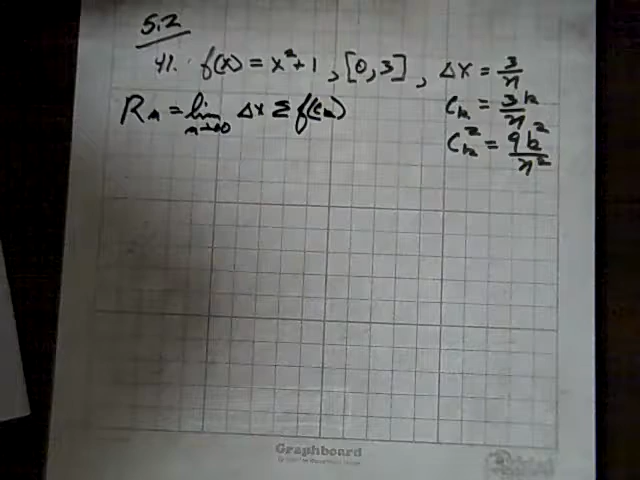 5.2
41. f(x) = x² + 1, [0, 3], Δx = 3/n
Rₙ = lim n→∞ Δx Σ f(cₖ)
cₖ = 3k/n
cₖ² = 9k²/n²
Graphboard